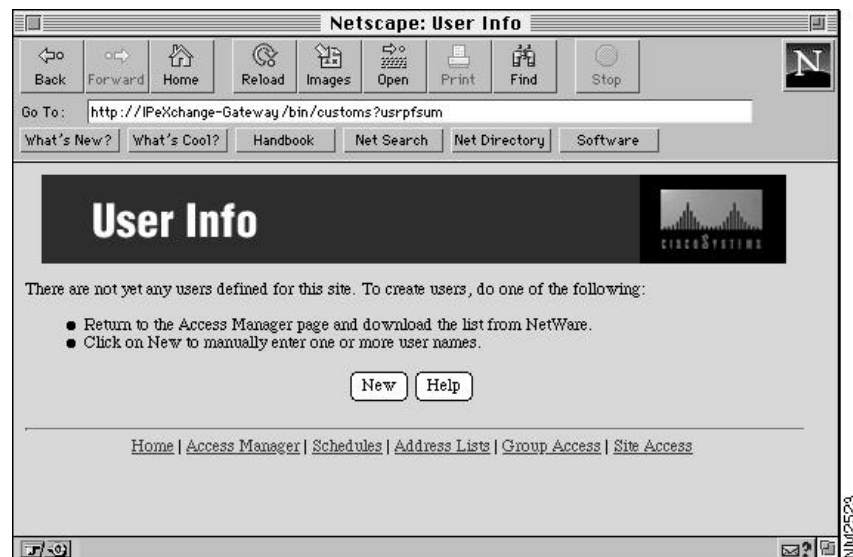 Netscape: User Info
Back
Forward
Home
Reload
Images
Open
Print
Find
Stop
N
Go To:
http://IPeXchange-Gateway/bin/customs?usrpfsum
What's New?
What's Cool?
Handbook
Net Search
Net Directory
Software
User Info
CISCO SYSTEMS
There are not yet any users defined for this site. To create users, do one of the following:
● Return to the Access Manager page and download the list from NetWare.
● Click on New to manually enter one or more user names.
New
Help
Home | Access Manager | Schedules | Address Lists | Group Access | Site Access
?